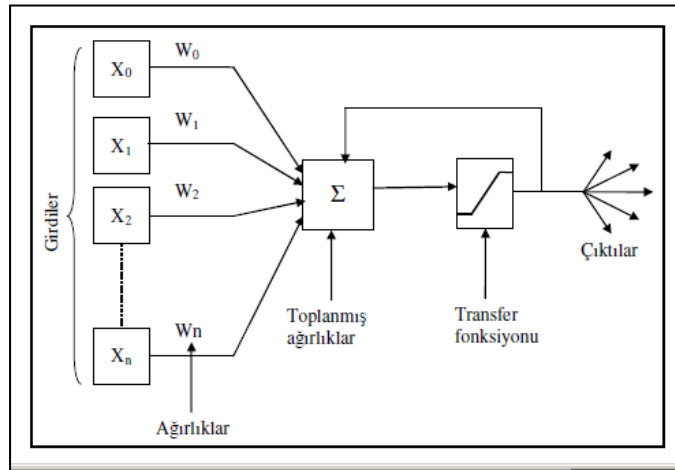 Girdiler
X0
W0
X1
W1
X2
W2
Xn
Wn
Σ
Toplanmış
ağırlıklar
Transfer
fonksiyonu
Çıktılar
Ağırlıklar